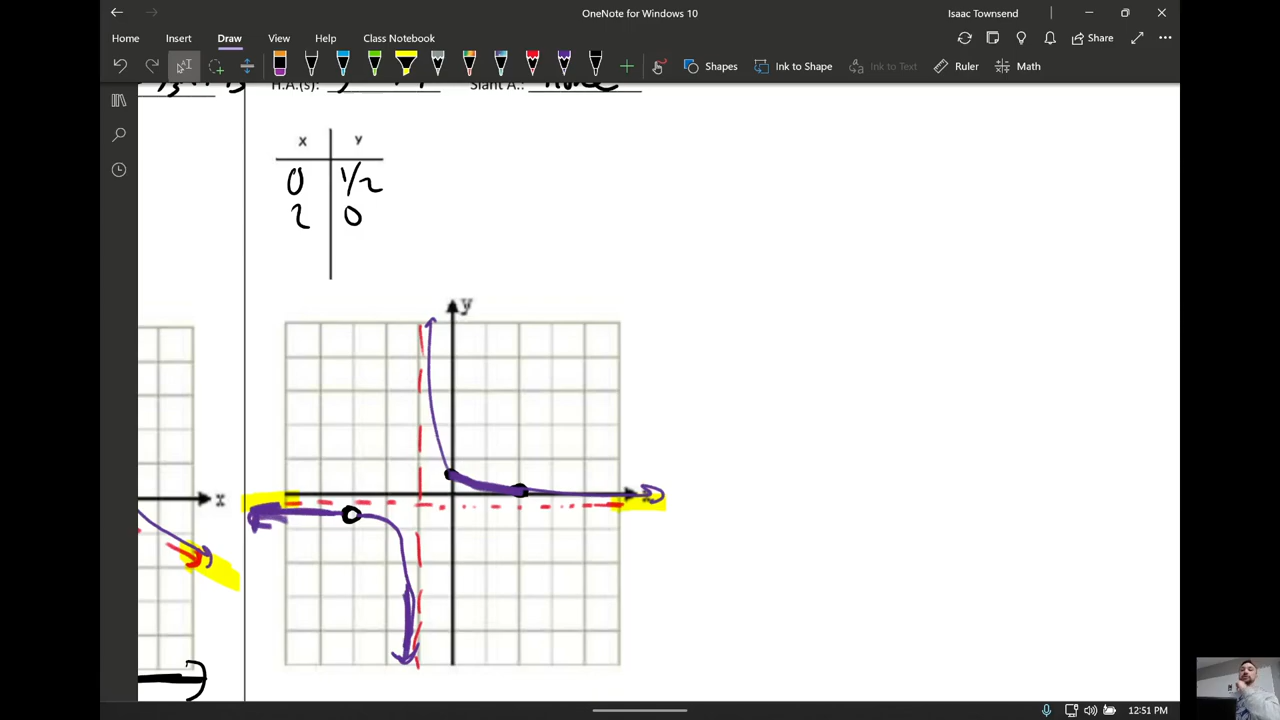 OneNote for Windows 10
Isaac Townsend
Home Insert Draw View Help Class Notebook
Share
Shapes Ink to Shape Ink to Text Ruler Math
H.A.(s): Slant A.: none
x y
0 1/2
2 0
y
x
12:51 PM